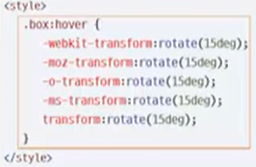 <style>
.box:hover {
-webkit-transform:rotate(15deg);
-moz-transform:rotate(15deg);
-o-transform:rotate(15deg);
-ms-transform:rotate(15deg);
transform:rotate(15deg);
}
</style>